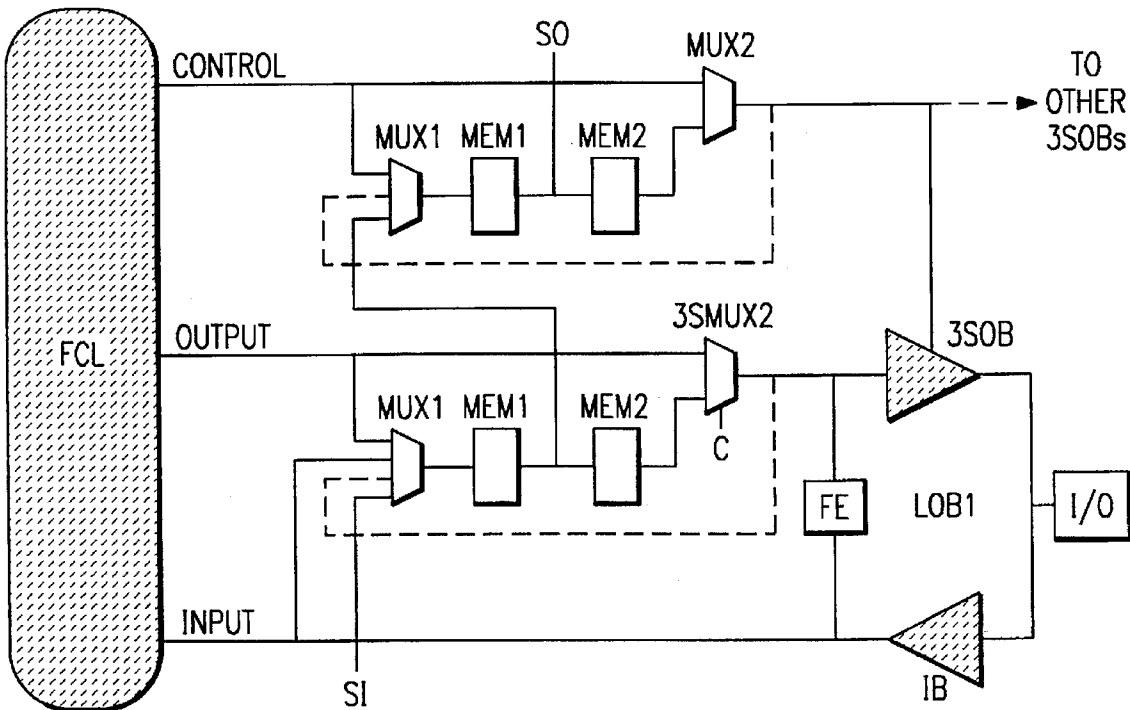 SO
MUX2
CONTROL
TO
OTHER
3SOBs
MUX1
MEM1
MEM2
OUTPUT
3SMUX2
3SOB
FCL
MUX1
MEM1
MEM2
C
FE
LOB1
I/O
INPUT
SI
IB